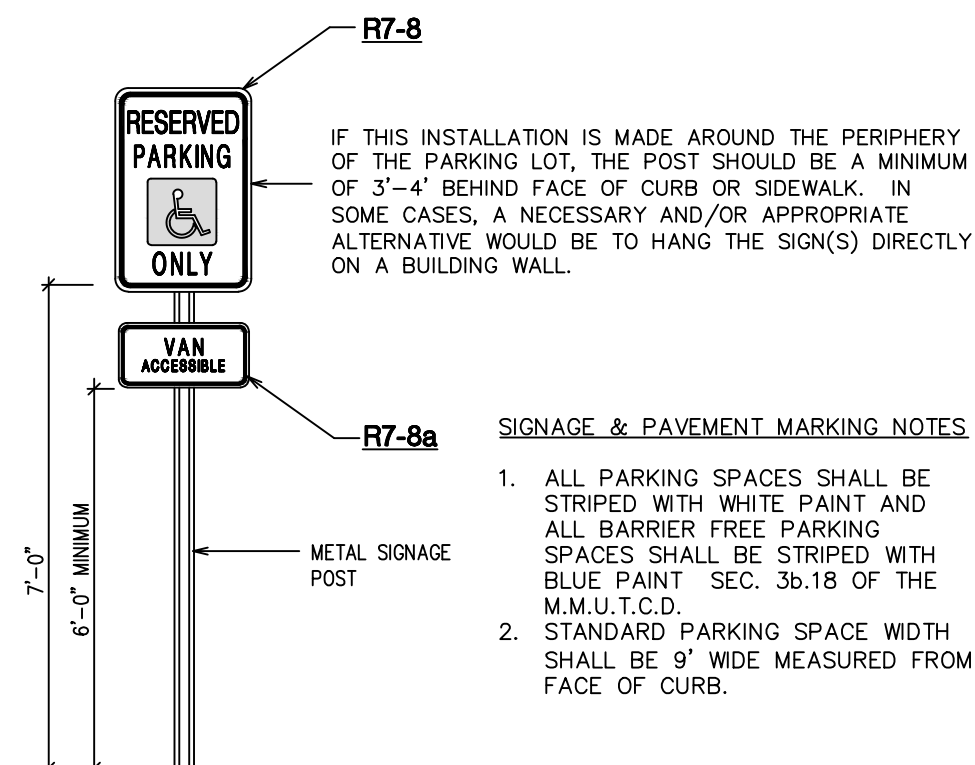 R7-8
RESERVED
PARKING
ONLY
IF THIS INSTALLATION IS MADE AROUND THE PERIPHERY
OF THE PARKING LOT, THE POST SHOULD BE A MINIMUM
OF 3'-4' BEHIND FACE OF CURB OR SIDEWALK. IN
SOME CASES, A NECESSARY AND/OR APPROPRIATE
ALTERNATIVE WOULD BE TO HANG THE SIGN(S) DIRECTLY
ON A BUILDING WALL.
VAN
ACCESSIBLE
R7-8a
7'-0"
6'-0" MINIMUM
METAL SIGNAGE
POST
SIGNAGE & PAVEMENT MARKING NOTES
1. ALL PARKING SPACES SHALL BE
STRIPED WITH WHITE PAINT AND
ALL BARRIER FREE PARKING
SPACES SHALL BE STRIPED WITH
BLUE PAINT SEC. 3b.18 OF THE
M.M.U.T.C.D.
2. STANDARD PARKING SPACE WIDTH
SHALL BE 9' WIDE MEASURED FROM
FACE OF CURB.